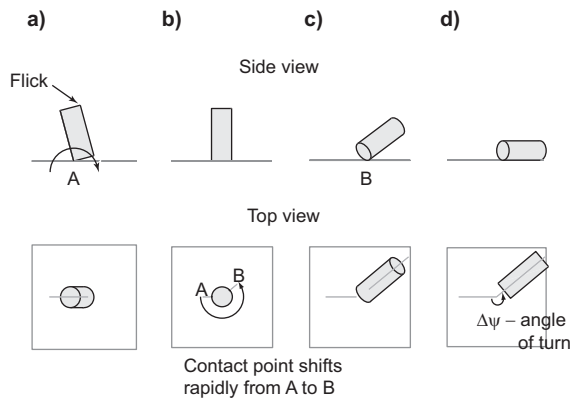 a) b) c) d)
Side view
Flick
A
B
Top view
A
B
Δψ – angle
of turn
Contact point shifts
rapidly from A to B